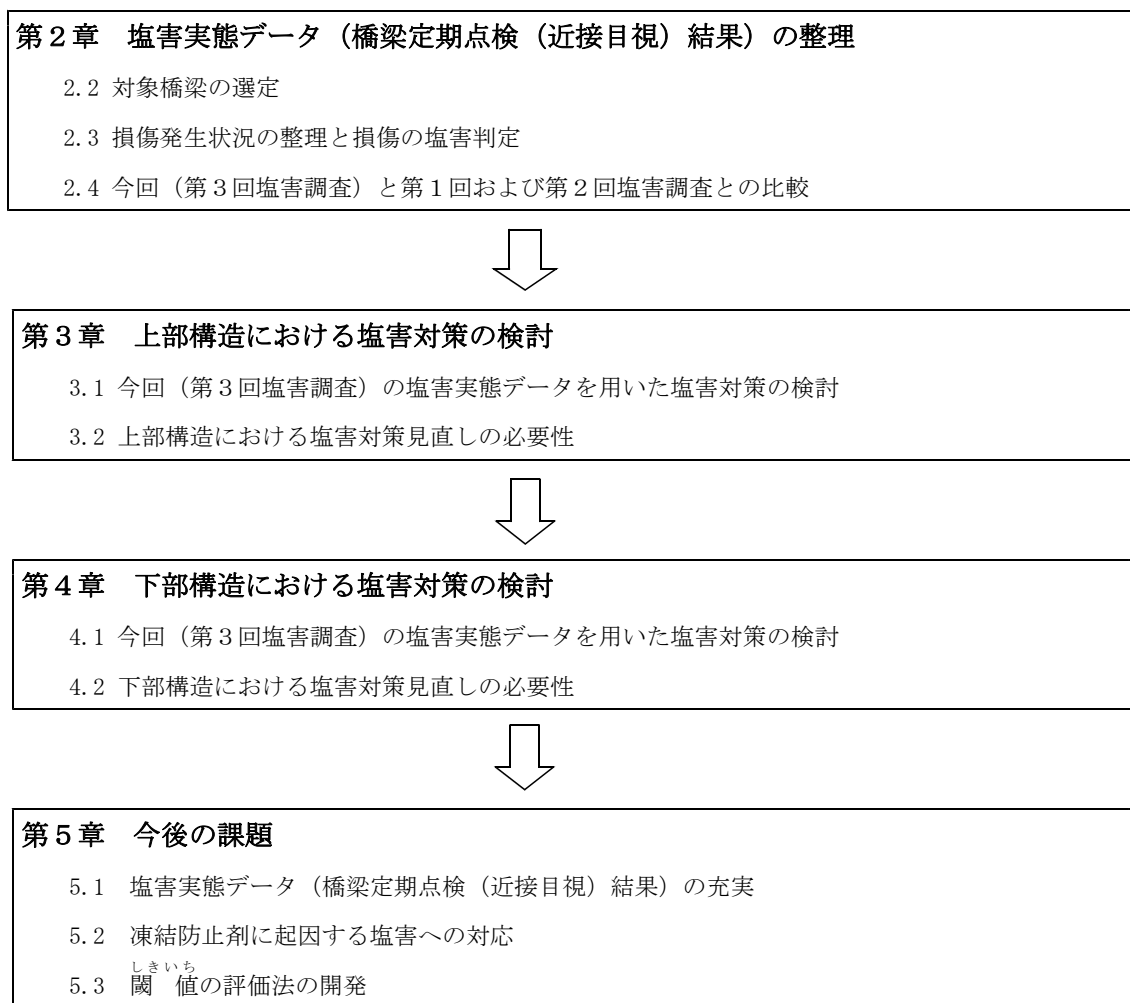 第２章　塩害実態データ（橋梁定期点検（近接目視）結果）の整理
2.2 対象橋梁の選定
2.3 損傷発生状況の整理と損傷の塩害判定
2.4 今回（第３回塩害調査）と第１回および第２回塩害調査との比較
第３章　上部構造における塩害対策の検討
3.1 今回（第３回塩害調査）の塩害実態データを用いた塩害対策の検討
3.2 上部構造における塩害対策見直しの必要性
第４章　下部構造における塩害対策の検討
4.1 今回（第３回塩害調査）の塩害実態データを用いた塩害対策の検討
4.2 下部構造における塩害対策見直しの必要性
第５章　今後の課題
5.1　塩害実態データ（橋梁定期点検（近接目視）結果）の充実
5.2　凍結防止剤に起因する塩害への対応
しきいち
5.3　閾　値の評価法の開発